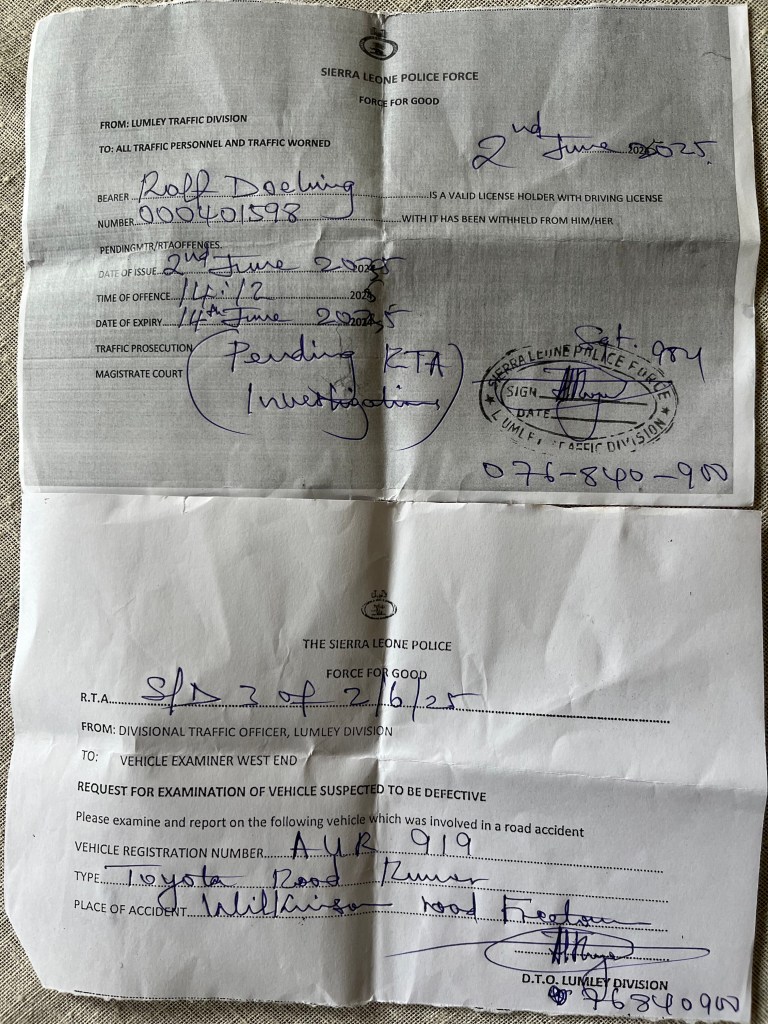 SIERRA LEONE POLICE FORCE
FORCE FOR GOOD
FROM: LUMLEY TRAFFIC DIVISION
TO: ALL TRAFFIC PERSONNEL AND TRAFFIC WORNED
2nd June 2025
BEARER Rolf Doehing IS A VALID LICENSE HOLDER WITH DRIVING LICENSE
NUMBER 000401598 WITH IT HAS BEEN WITHHELD FROM HIM/HER
PENDINGMTR/RTAOFFENCES.
DATE OF ISSUE 2nd June 2025
TIME OF OFFENCE 14:12
DATE OF EXPIRY 14th June 2025
TRAFFIC PROSECUTION
MAGISTRATE COURT
(Pending RTA
Investigations)
Sgt. 984
SIERRA LEONE POLICE FORCE
SIGN
DATE
LUMLEY TRAFFIC DIVISION
076-840-900
THE SIERRA LEONE POLICE
FORCE FOR GOOD
R.T.A. S/D 3 of 2/6/25
FROM: DIVISIONAL TRAFFIC OFFICER, LUMLEY DIVISION
TO: VEHICLE EXAMINER WEST END
REQUEST FOR EXAMINATION OF VEHICLE SUSPECTED TO BE DEFECTIVE
Please examine and report on the following vehicle which was involved in a road accident
VEHICLE REGISTRATION NUMBER AUR 919
TYPE Toyota Road Runner
PLACE OF ACCIDENT Wilkinson road Freetown
D.T.O. LUMLEY DIVISION
076840900